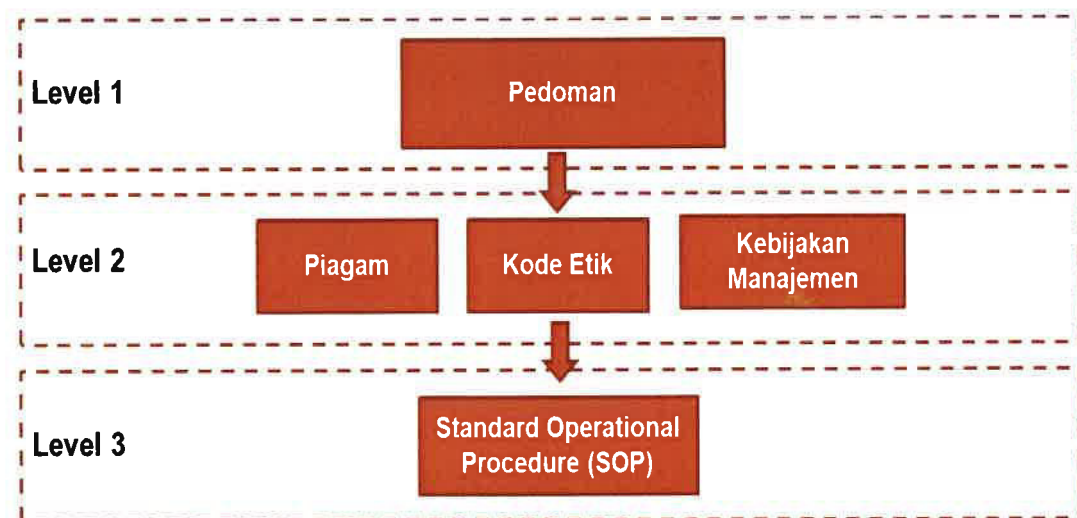 Level 1
Pedoman
Level 2
Piagam
Kode Etik
Kebijakan
Manajemen
Level 3
Standard Operational
Procedure (SOP)